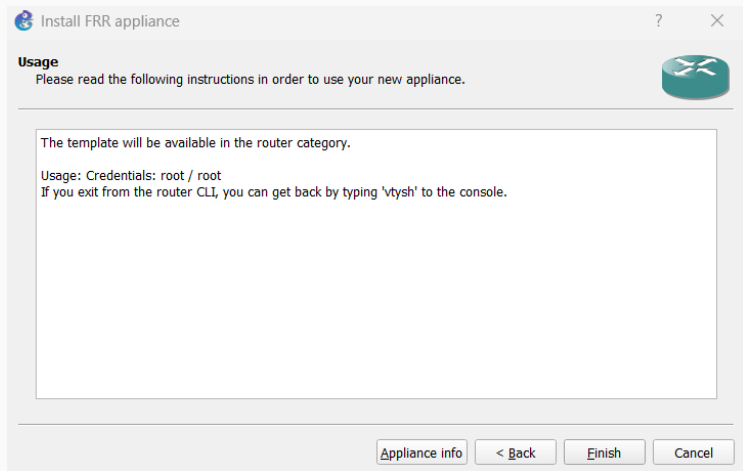 Install FRR appliance
?
Usage
Please read the following instructions in order to use your new appliance.
The template will be available in the router category.
Usage: Credentials: root / root
If you exit from the router CLI, you can get back by typing 'vtysh' to the console.
Appliance info
< Back
Finish
Cancel